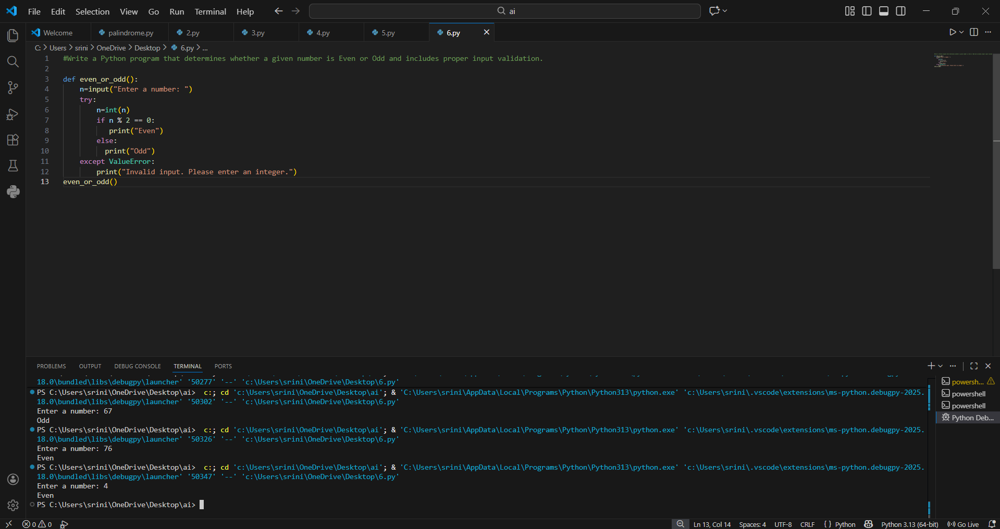 File Edit Selection View Go Run Terminal Help
ai
Welcome palindrome.py 2.py 3.py 4.py 5.py 6.py
C: > Users > srini > OneDrive > Desktop > 6.py > ...
1 #Write a Python program that determines whether a given number is Even or Odd and includes proper input validation.
2
3 def even_or_odd():
4     n=input("Enter a number: ")
5     try:
6         n=int(n)
7         if n % 2 == 0:
8            print("Even")
9         else:
10           print("Odd")
11     except ValueError:
12         print("Invalid input. Please enter an integer.")
13 even_or_odd()
PROBLEMS OUTPUT DEBUG CONSOLE TERMINAL PORTS
18.0\bundled\libs\debugpy\launcher' '50277' '--' 'c:\Users\srini\OneDrive\Desktop\6.py'
PS C:\Users\srini\OneDrive\Desktop\ai>  c:; cd 'c:\Users\srini\OneDrive\Desktop\ai'; & 'C:\Users\srini\AppData\Local\Programs\Python\Python313\python.exe' 'c:\Users\srini\.vscode\extensions\ms-python.debugpy-2025.
18.0\bundled\libs\debugpy\launcher' '50302' '--' 'c:\Users\srini\OneDrive\Desktop\6.py'
Enter a number: 67
Odd
PS C:\Users\srini\OneDrive\Desktop\ai>  c:; cd 'c:\Users\srini\OneDrive\Desktop\ai'; & 'C:\Users\srini\AppData\Local\Programs\Python\Python313\python.exe' 'c:\Users\srini\.vscode\extensions\ms-python.debugpy-2025.
18.0\bundled\libs\debugpy\launcher' '50326' '--' 'c:\Users\srini\OneDrive\Desktop\6.py'
Enter a number: 76
Even
PS C:\Users\srini\OneDrive\Desktop\ai>  c:; cd 'c:\Users\srini\OneDrive\Desktop\ai'; & 'C:\Users\srini\AppData\Local\Programs\Python\Python313\python.exe' 'c:\Users\srini\.vscode\extensions\ms-python.debugpy-2025.
18.0\bundled\libs\debugpy\launcher' '50347' '--' 'c:\Users\srini\OneDrive\Desktop\6.py'
Enter a number: 4
Even
PS C:\Users\srini\OneDrive\Desktop\ai>
powersh...
powershell
powershell
Python Deb...
0 0 Ln 13, Col 14 Spaces: 4 UTF-8 CRLF { } Python Python 3.13 (64-bit) Go Live